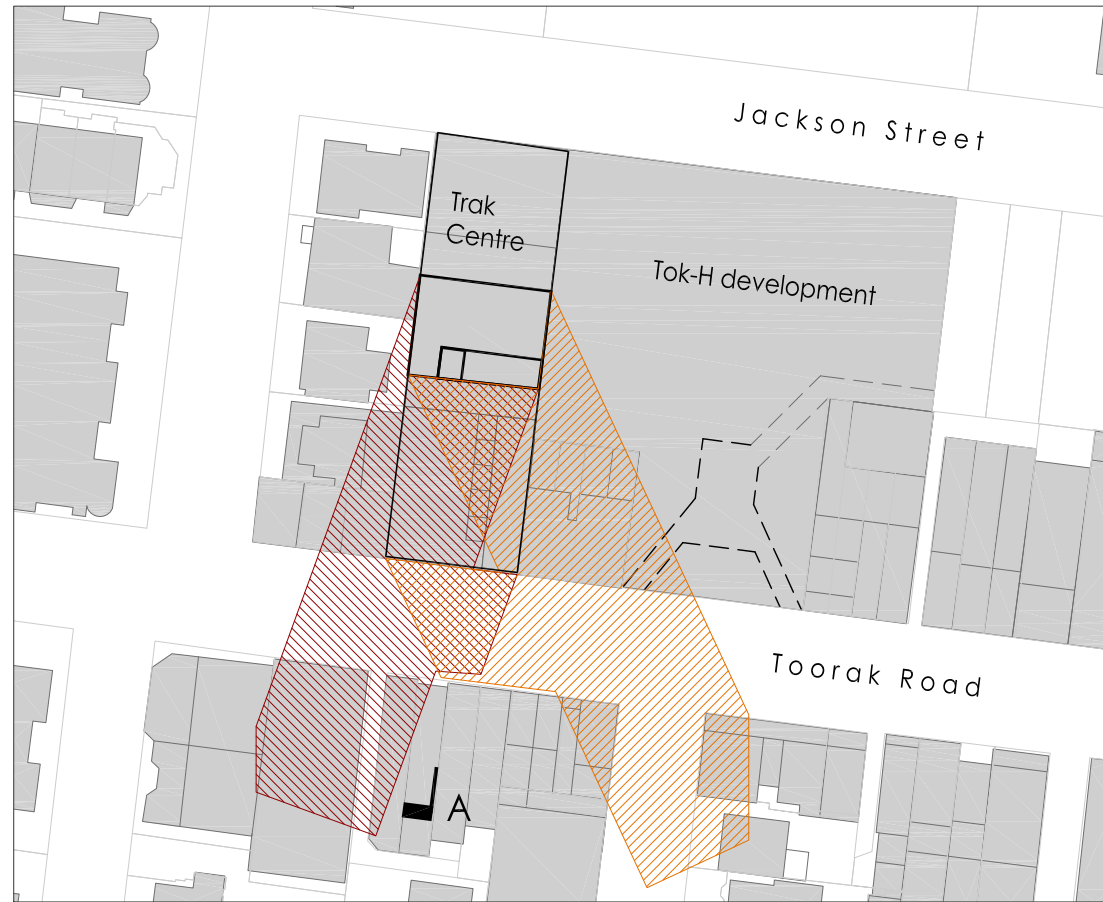 Jackson Street
Trak
Centre
Tok-H development
Toorak Road
A